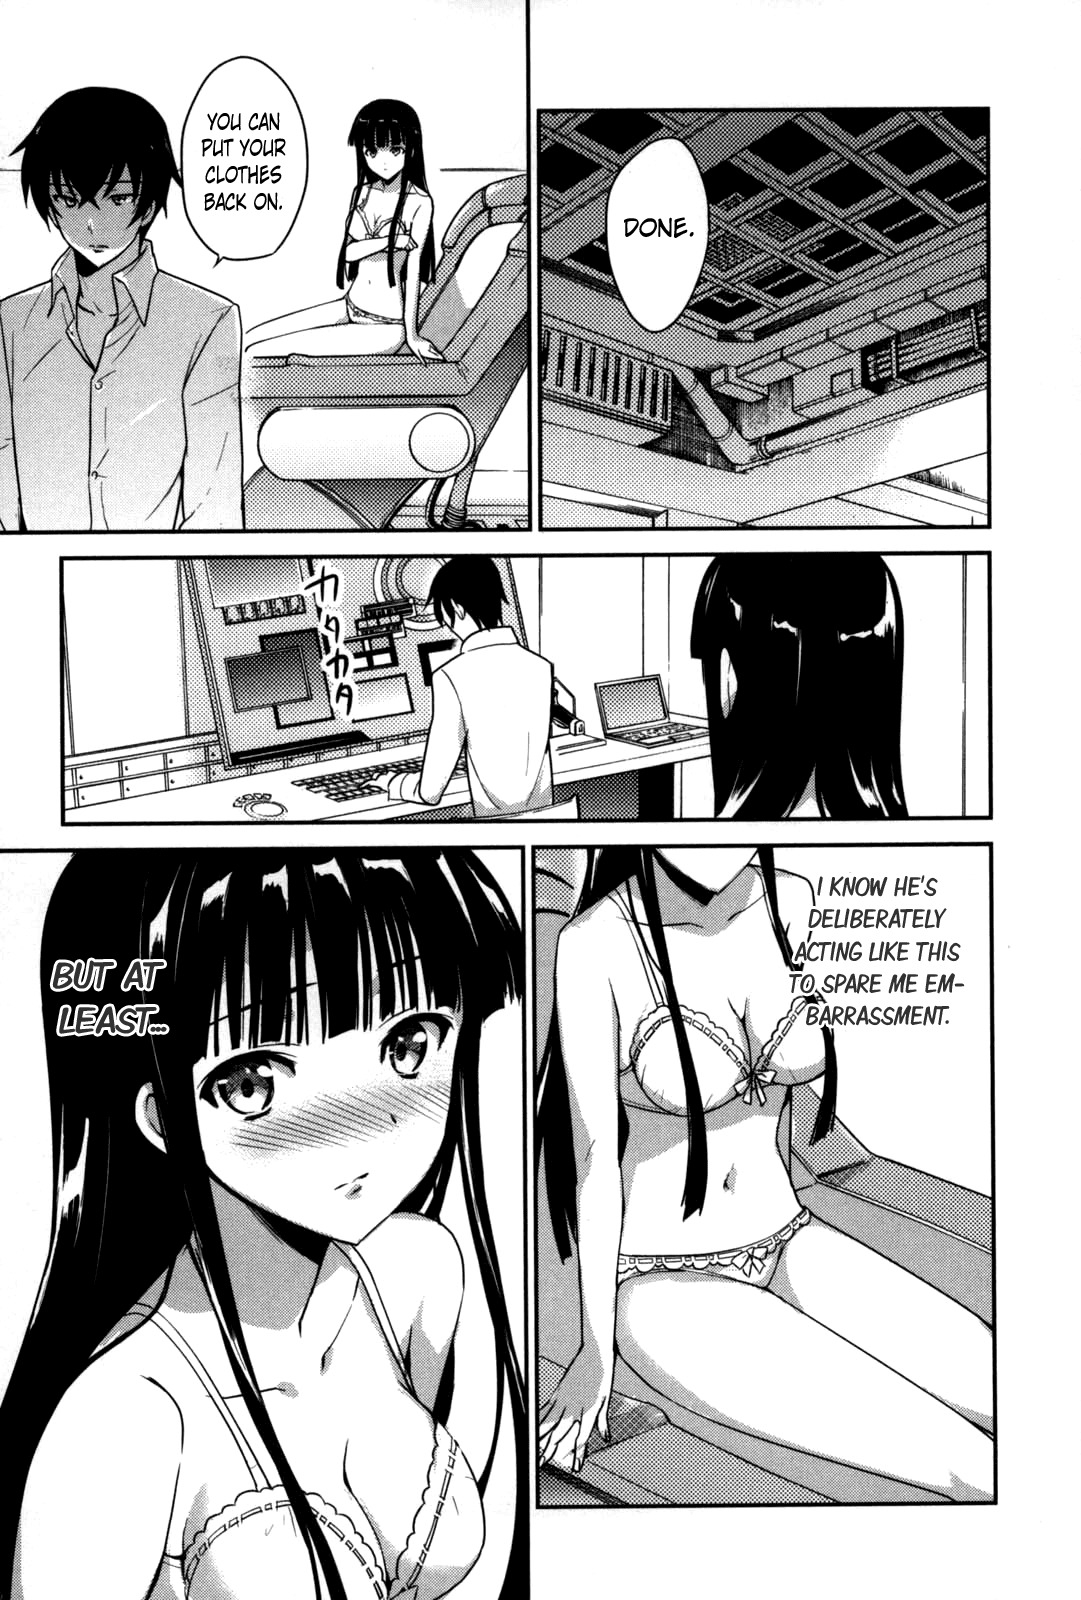 DONE.
YOU CAN
PUT YOUR
CLOTHES
BACK ON.
カタカタ
I KNOW HE'S
DELIBERATELY
ACTING LIKE THIS
TO SPARE ME EM-
BARRASSMENT.
BUT AT
LEAST...